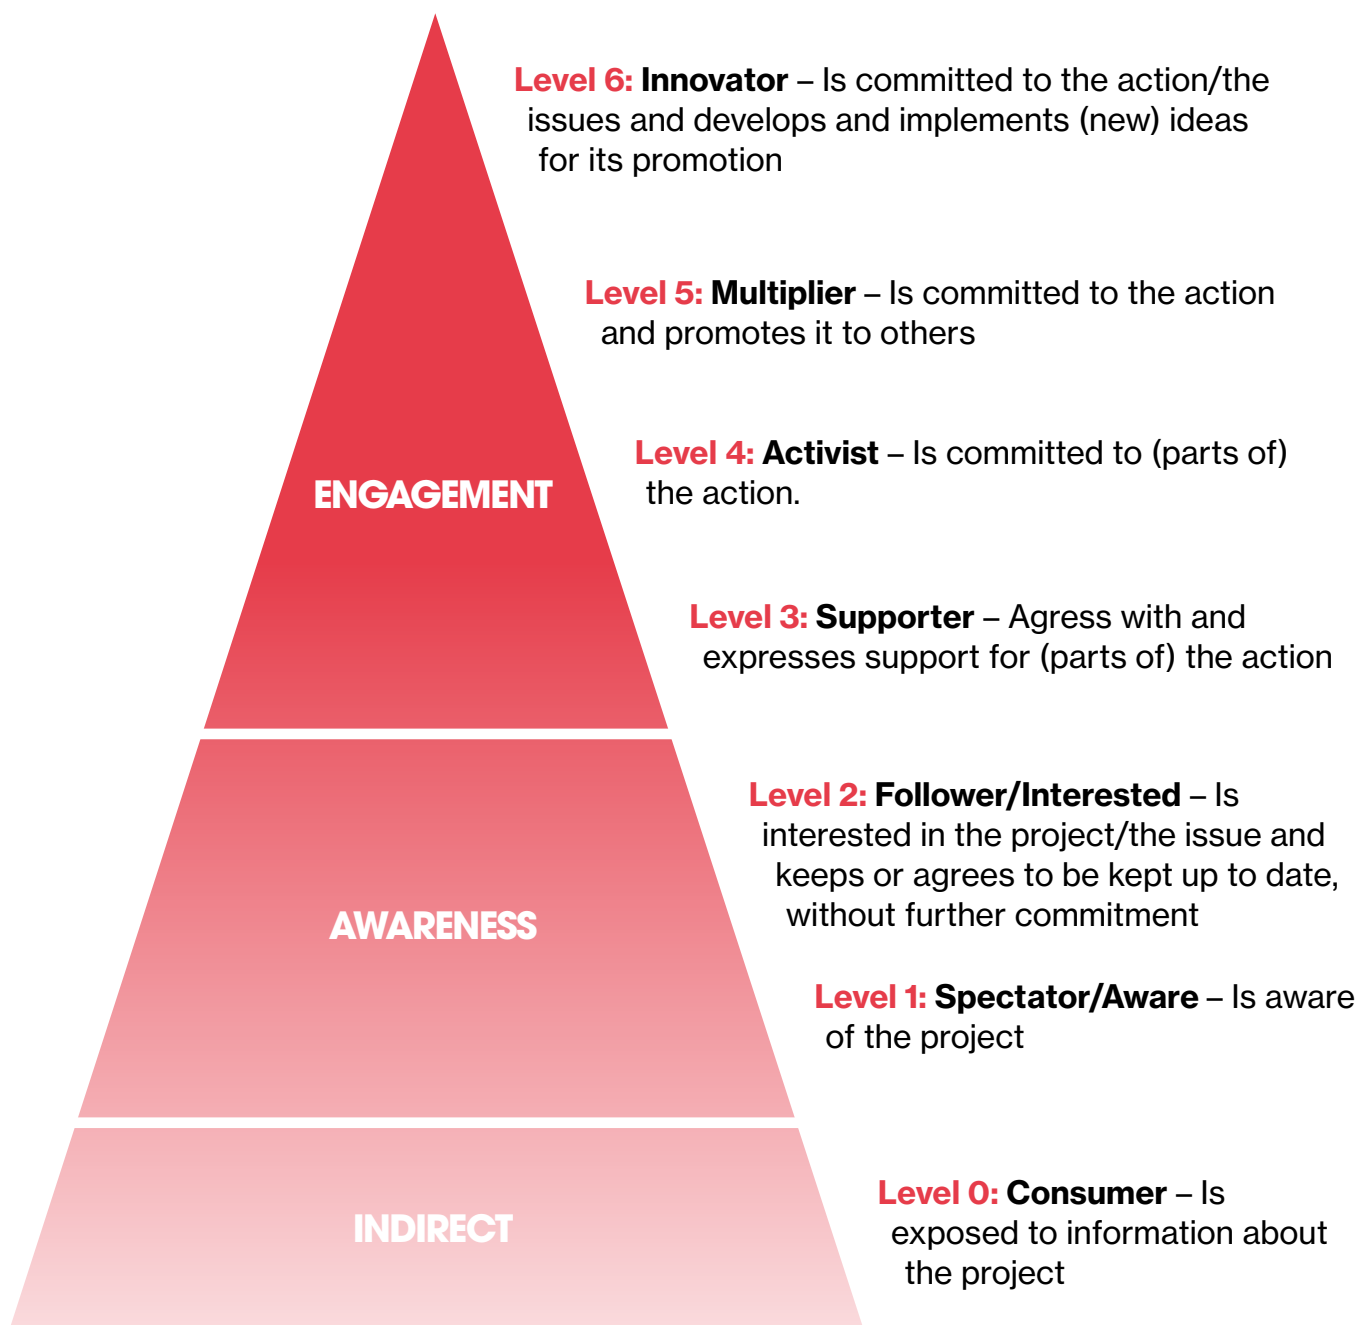 Level 6: Innovator – Is committed to the action/the
issues and develops and implements (new) ideas
for its promotion
Level 5: Multiplier – Is committed to the action
and promotes it to others
Level 4: Activist – Is committed to (parts of)
the action.
ENGAGEMENT
Level 3: Supporter – Agress with and
expresses support for (parts of) the action
Level 2: Follower/Interested – Is
interested in the project/the issue and
keeps or agrees to be kept up to date,
without further commitment
AWARENESS
Level 1: Spectator/Aware – Is aware
of the project
Level 0: Consumer – Is
exposed to information about
the project
INDIRECT